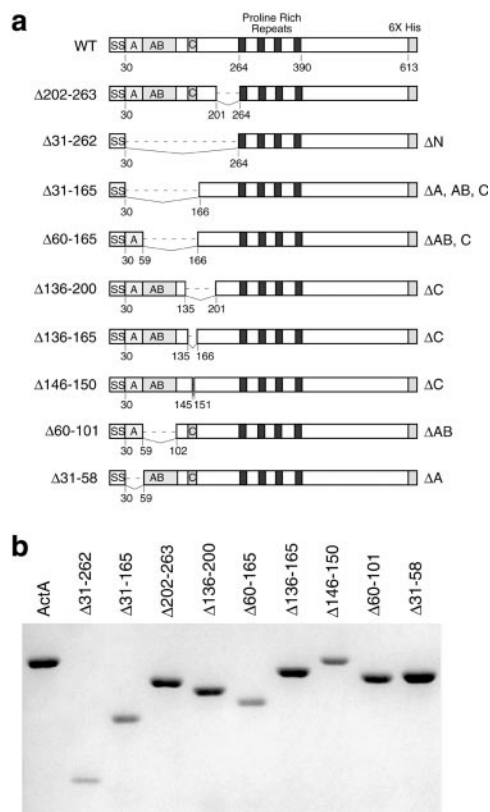 a
Proline Rich
Repeats
6X His
WT SS A AB C
30 264 390 613
Δ202-263 SS A AB C
30 201 264
Δ31-262 SS ΔN
30 264
Δ31-165 SS ΔA, AB, C
30 166
Δ60-165 SS A ΔAB, C
30 59 166
Δ136-200 SS A AB ΔC
30 135 201
Δ136-165 SS A AB ΔC
30 135 166
Δ146-150 SS A AB ΔC
30 145 151
Δ60-101 SS A C ΔAB
30 59 102
Δ31-58 SS AB C ΔA
30 59
b
ActA Δ31-262 Δ31-165 Δ202-263 Δ136-200 Δ60-165 Δ136-165 Δ146-150 Δ60-101 Δ31-58